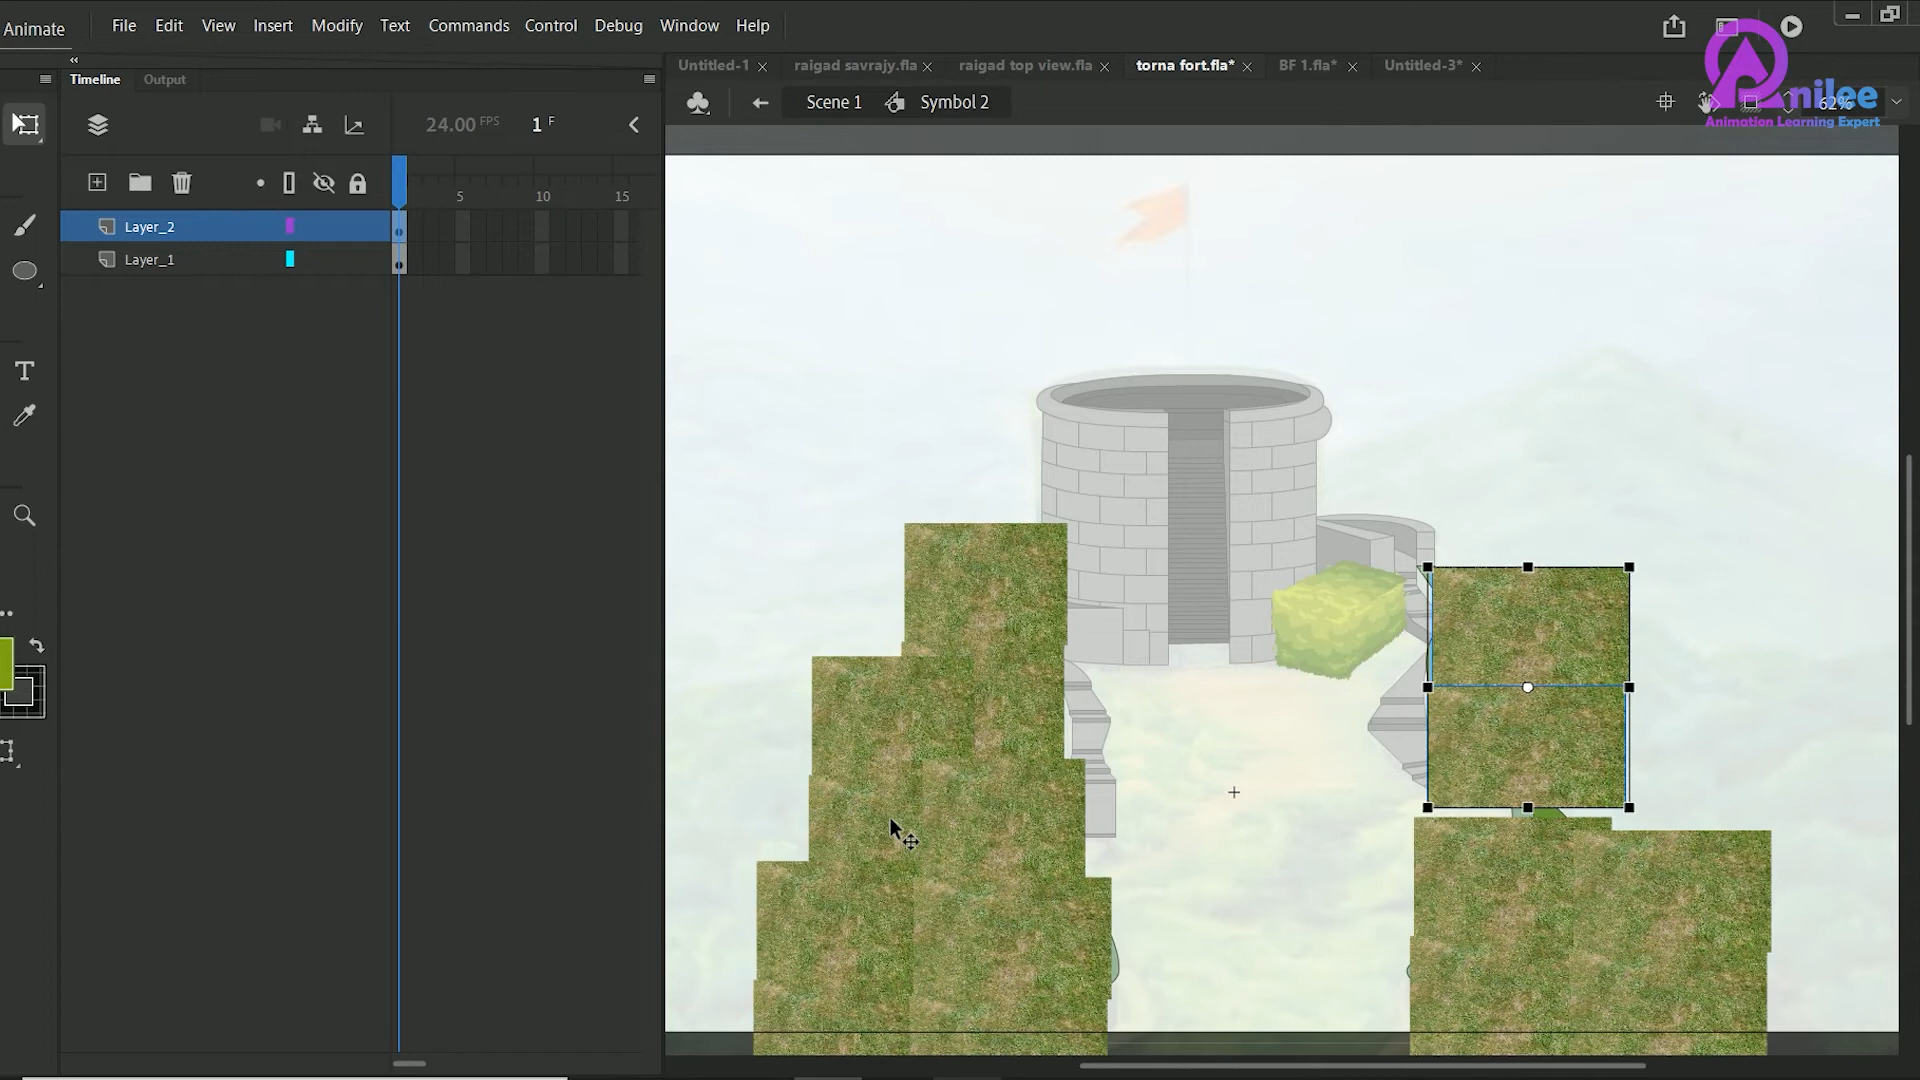 Animate
File Edit View Insert Modify Text Commands Control Debug Window Help
Timeline Output
Untitled-1 raigad savrajy.fla raigad top view.fla torna fort.fla* BF 1.fla* Untitled-3*
Scene 1 Symbol 2
62%
nilee
Animation Learning Expert
24.00 FPS 1 F
5 10 15
Layer_2
Layer_1